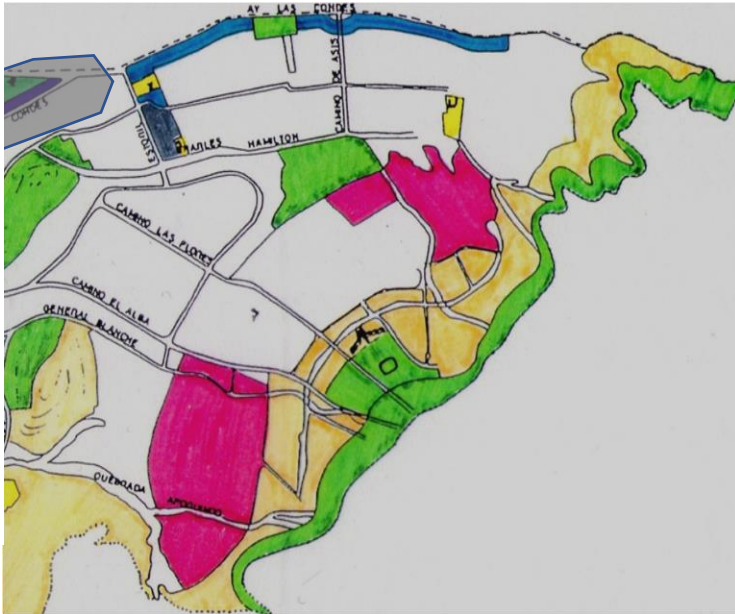 AV LAS CONDES
CAMINO DE ASIS
CONDES
ESTORIL
CHARLES HAMILTON
CAMINO LAS FLORES
CAMINO EL ALBA
GENERAL BLANCHE
QUEBRADA
APOQUINDO